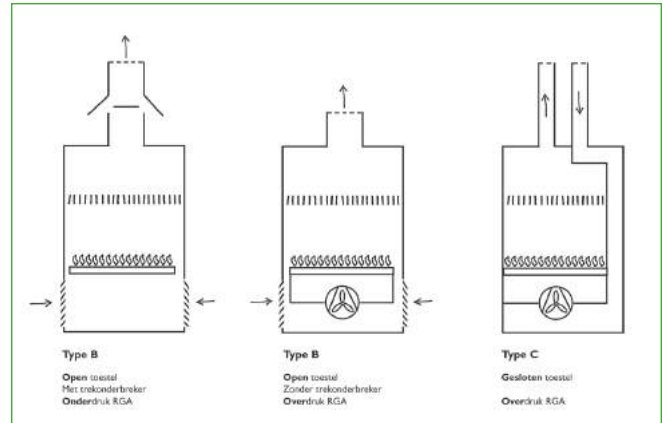 Type B
Open toestel
Met trekonderbreker
Onderdruk RGA
Type B
Open toestel
Zonder trekonderbreker
Overdruk RGA
Type C
Gesloten toestel
Overdruk RGA